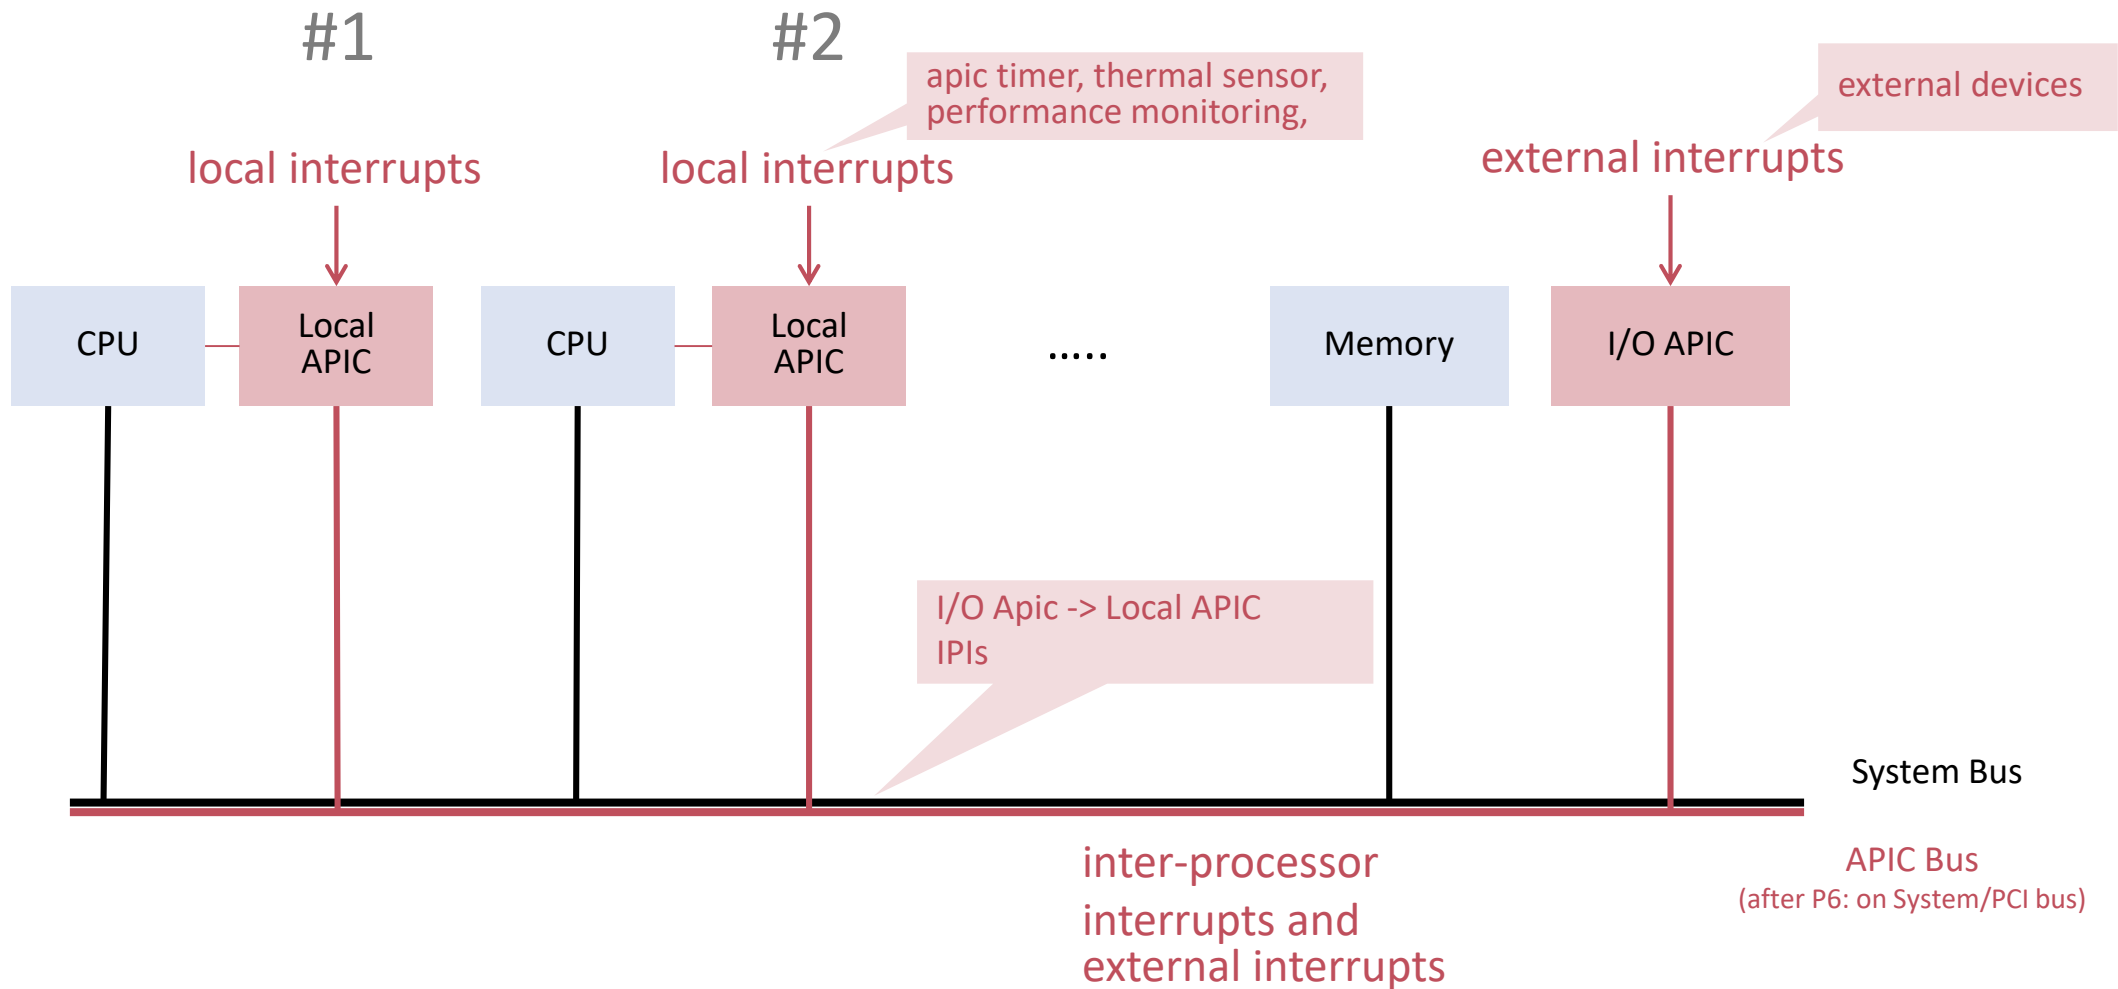 #1
#2
apic timer, thermal sensor,
performance monitoring,
external devices
local interrupts
local interrupts
external interrupts
CPU
Local
APIC
CPU
Local
APIC
.....
Memory
I/O APIC
I/O Apic -> Local APIC
IPIs
System Bus
inter-processor
interrupts and
external interrupts
APIC Bus
(after P6: on System/PCI bus)